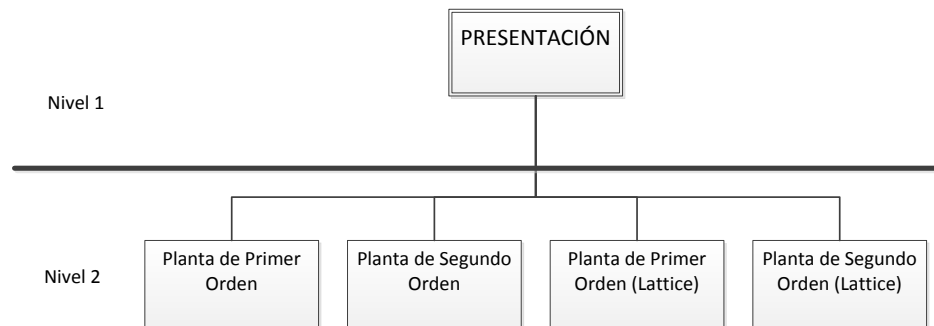 PRESENTACIÓN
Nivel 1
Planta de Primer
Orden
Planta de Segundo
Orden
Planta de Primer
Orden (Lattice)
Planta de Segundo
Orden (Lattice)
Nivel 2